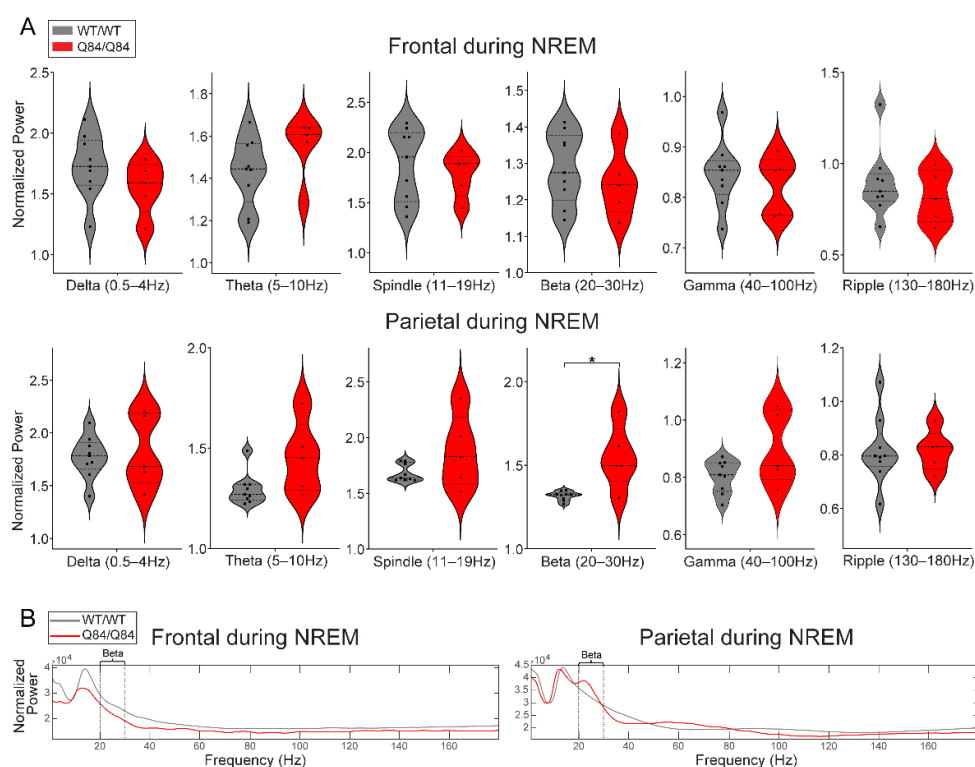 A
WT/WT
Q84/Q84
Frontal during NREM
Normalized Power
2.5
2.0
1.5
1.0
Delta (0.5–4Hz)
1.8
1.6
1.4
1.2
1.0
Theta (5–10Hz)
2.5
2.0
1.5
1.0
Spindle (11–19Hz)
1.5
1.4
1.3
1.2
1.1
1.0
Beta (20–30Hz)
1.0
0.9
0.8
0.7
Gamma (40–100Hz)
1.5
1.0
0.5
Ripple (130–180Hz)
Parietal during NREM
Normalized Power
2.5
2.0
1.5
1.0
Delta (0.5–4Hz)
2.0
1.5
1.0
Theta (5–10Hz)
2.5
2.0
1.5
1.0
Spindle (11–19Hz)
*
2.0
1.5
1.0
Beta (20–30Hz)
1.2
1.0
0.8
0.6
Gamma (40–100Hz)
1.2
1.0
0.8
0.6
Ripple (130–180Hz)
B
WT/WT
Q84/Q84
Frontal during NREM
Normalized
Power
×10⁴
Beta
4
3
2
20 40 60 80 100 120 140 160
Frequency (Hz)
Parietal during NREM
×10⁴
Beta
4.5
4
3.5
3
2.5
2
20 40 60 80 100 120 140 160
Frequency (Hz)